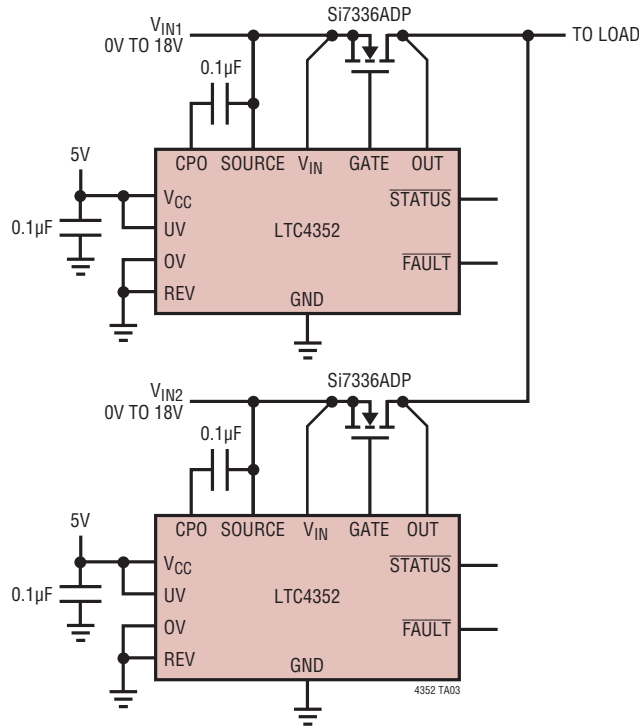 Si7336ADP
VIN1
0V TO 18V
TO LOAD
0.1µF
5V
CPO SOURCE VIN GATE OUT
VCC
STATUS
0.1µF
UV
LTC4352
OV
FAULT
REV
GND
Si7336ADP
VIN2
0V TO 18V
0.1µF
5V
CPO SOURCE VIN GATE OUT
VCC
STATUS
0.1µF
UV
LTC4352
OV
FAULT
REV
GND
4352 TA03